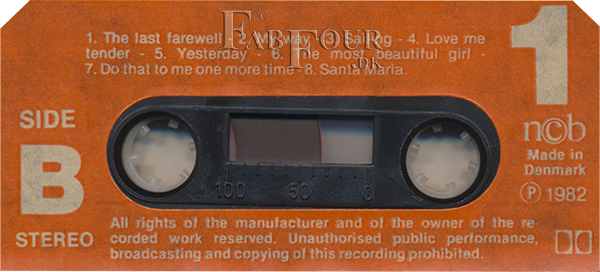 1. The last farewell - 2. My way - 3. Sailing - 4. Love me
tender - 5. Yesterday - 6. The most beautiful girl -
7. Do that to me one more time - 8. Santa Maria.
FAB FOUR.DK
1
SIDE
B
STEREO
100 50 0
n©b
Made in
Denmark
Ⓟ 1982
All rights of the manufacturer and of the owner of the re-
corded work reserved. Unauthorised public performance,
broadcasting and copying of this recording prohibited.